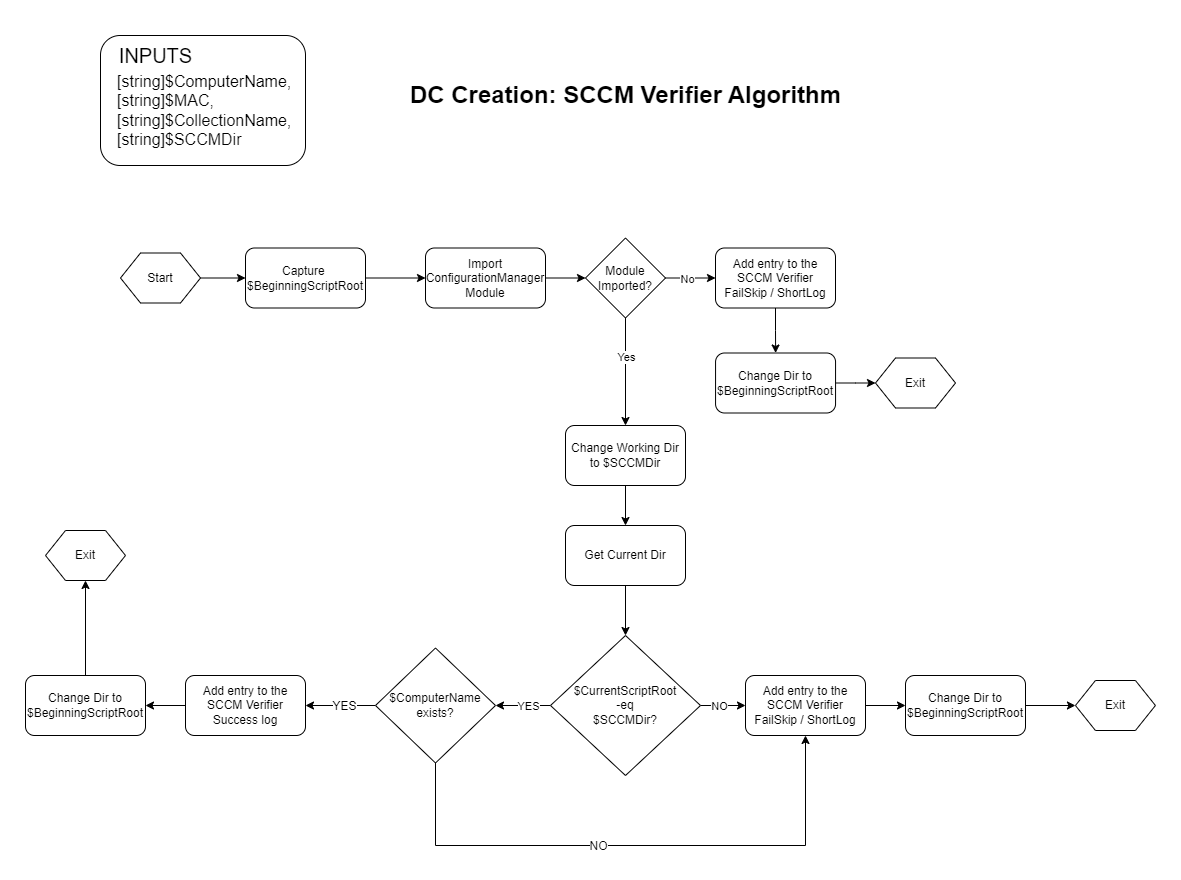 INPUTS
[string]$ComputerName,
[string]$MAC,
[string]$CollectionName,
[string]$SCCMDir
DC Creation: SCCM Verifier Algorithm
Start
Capture
$BeginningScriptRoot
Import
ConfigurationManager
Module
Module
Imported?
No
Add entry to the
SCCM Verifier
FailSkip / ShortLog
Yes
Change Dir to
$BeginningScriptRoot
Exit
Change Working Dir
to $SCCMDir
Get Current Dir
Exit
Change Dir to
$BeginningScriptRoot
Add entry to the
SCCM Verifier
Success log
YES
$ComputerName
exists?
YES
$CurrentScriptRoot
-eq
$SCCMDir?
NO
Add entry to the
SCCM Verifier
FailSkip / ShortLog
Change Dir to
$BeginningScriptRoot
Exit
NO